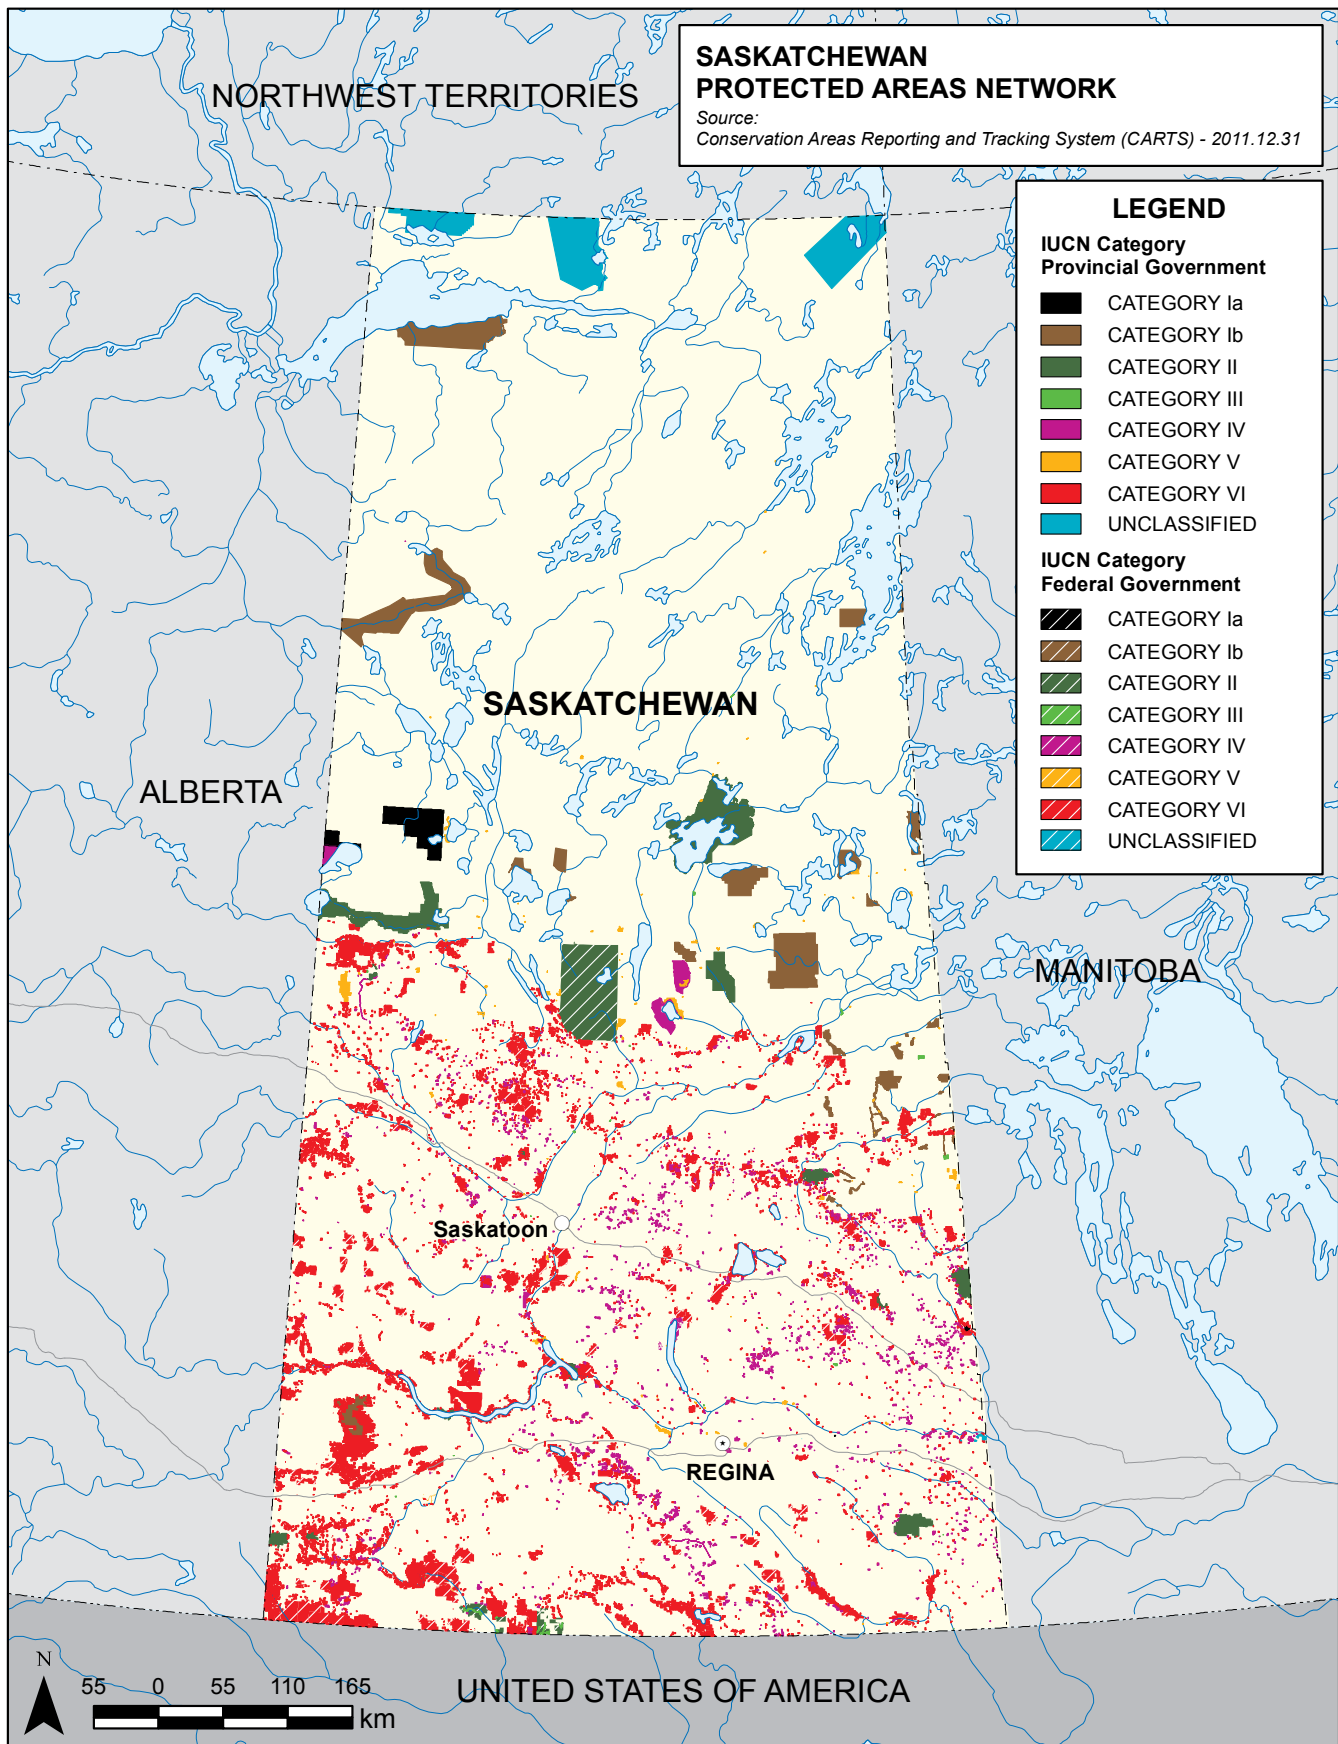 SASKATCHEWAN
PROTECTED AREAS NETWORK
Source:
Conservation Areas Reporting and Tracking System (CARTS) - 2011.12.31
NORTHWEST TERRITORIES
LEGEND
IUCN Category
Provincial Government
CATEGORY Ia
CATEGORY Ib
CATEGORY II
CATEGORY III
CATEGORY IV
CATEGORY V
CATEGORY VI
UNCLASSIFIED
IUCN Category
Federal Government
CATEGORY Ia
CATEGORY Ib
CATEGORY II
CATEGORY III
CATEGORY IV
CATEGORY V
CATEGORY VI
UNCLASSIFIED
SASKATCHEWAN
ALBERTA
MANITOBA
Saskatoon
REGINA
UNITED STATES OF AMERICA
N
55 0 55 110 165
km